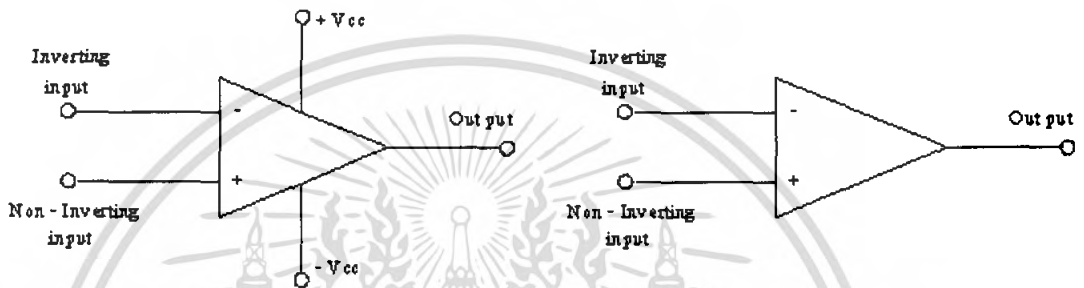 + Vcc
Inverting
input
-
Out put
+
Non - Inverting
input
- Vcc
Inverting
input
-
Out put
+
Non - Inverting
input